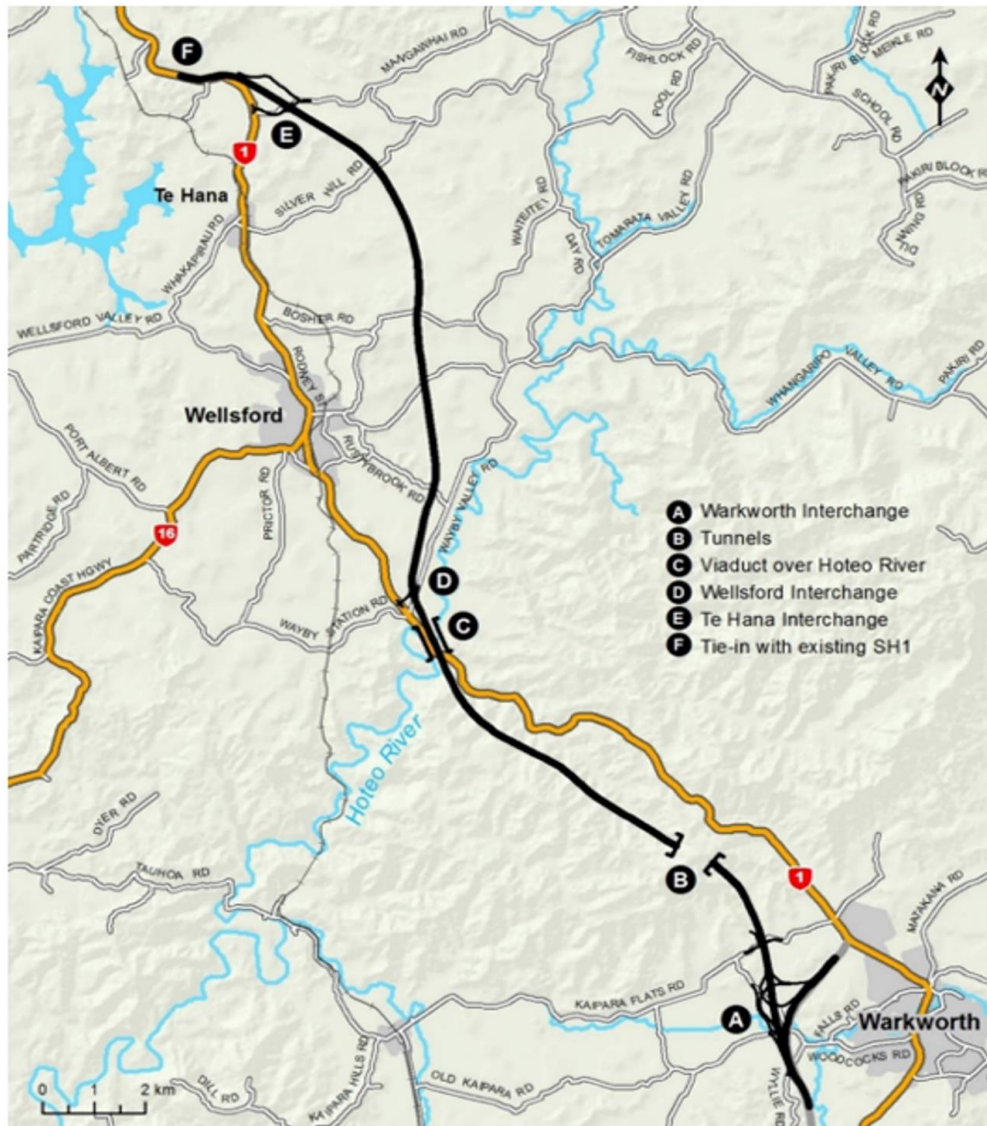 F
MANGAWHAI RD
FISHLOCK RD
PAKIRI BLOCK RD
MEIKLE RD
N
POOL RD
SCHOOL RD
E
1
Te Hana
SILVER HILL RD
WHAKAPIRAU RD
WAITEITEI RD
DAY RD
TOMARATA VALLEY RD
PAKIRI BLOCK R
DUNNING RD
WELLSFORD VALLEY RD
BOSHER RD
RODNEY ST
WHANGARIPO VALLEY RD
PAKIRI RD
Wellsford
PORT ALBERT RD
RUSTYBROOK RD
PARTRIDGE RD
PRICTOR RD
WAYBY VALLEY RD
16
KAIPARA COAST HGWY
A Warkworth Interchange
B Tunnels
C Viaduct over Hoteo River
D Wellsford Interchange
E Te Hana Interchange
F Tie-in with existing SH1
D
WAYBY STATION RD
C
Hoteo River
DYER RD
TAUHOA RD
B
1
MATAKANA RD
KAIPARA FLATS RD
A
FALLS RD
Warkworth
WOODCOCKS RD
WYLLIE RD
OLD KAIPARA RD
KAIPARA HILLS RD
DILL RD
0 1 2 km